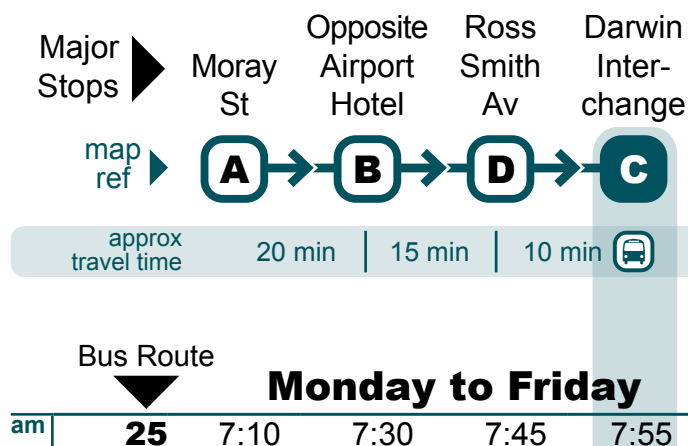 Major
Stops
Moray
St
Opposite
Airport
Hotel
Ross
Smith
Av
Darwin
Inter-
change
map
ref
A
B
D
C
approx
travel time
20 min
15 min
10 min
Bus Route
Monday to Friday
am 25 7:10 7:30 7:45 7:55